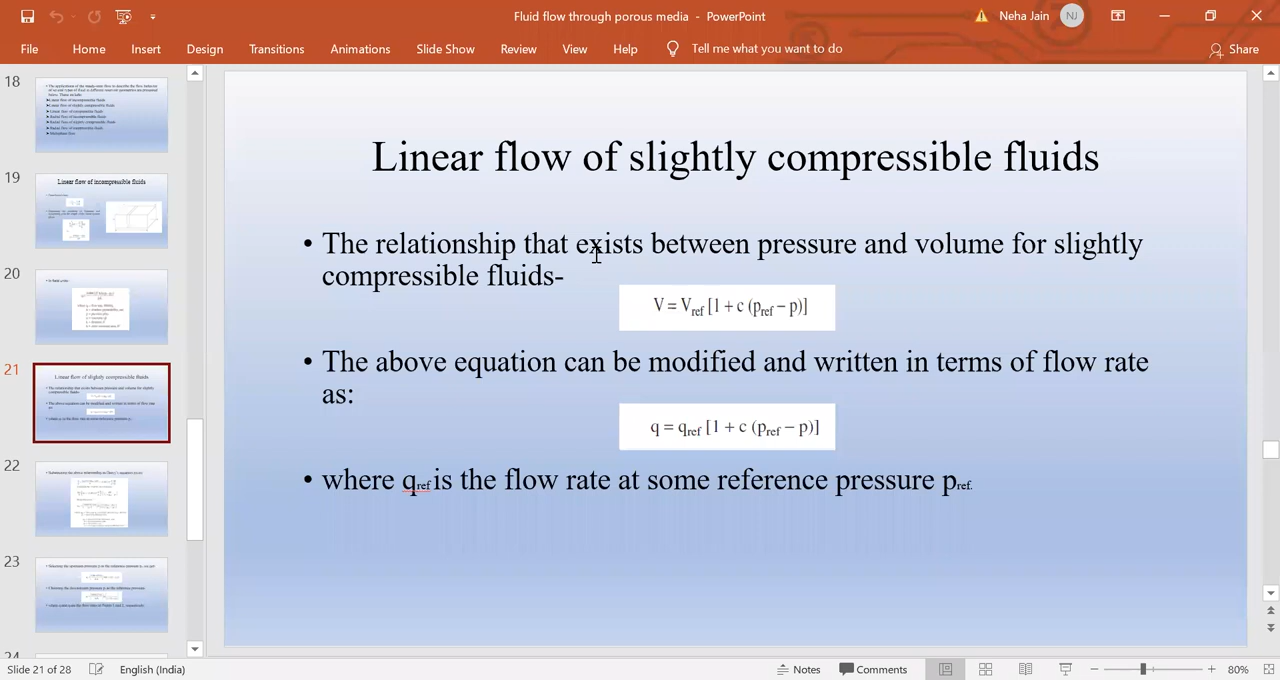 Fluid flow through porous media - PowerPoint
Neha Jain
NJ
File Home Insert Design Transitions Animations Slide Show Review View Help Tell me what you want to do
Share
18
19
Linear flow of incompressible fluids
20
21
Linear flow of slightly compressible fluids
22
23
24
Linear flow of slightly compressible fluids
• The relationship that exists between pressure and volume for slightly
compressible fluids-
V = Vref [1 + c (pref – p)]
• The above equation can be modified and written in terms of flow rate
as:
q = qref [1 + c (pref – p)]
• where qref is the flow rate at some reference pressure pref.
Slide 21 of 28 English (India) Notes Comments 80%